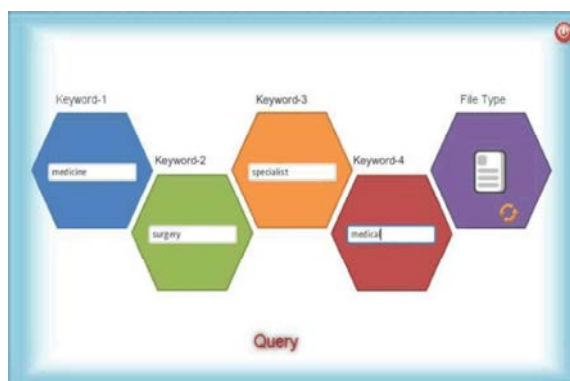 Keyword-1
Keyword-3
File Type
Keyword-2
Keyword-4
medicine
specialist
surgery
medical
Query